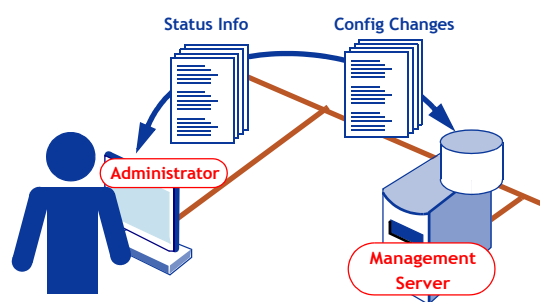 Status Info
Config Changes
Administrator
Management
Server